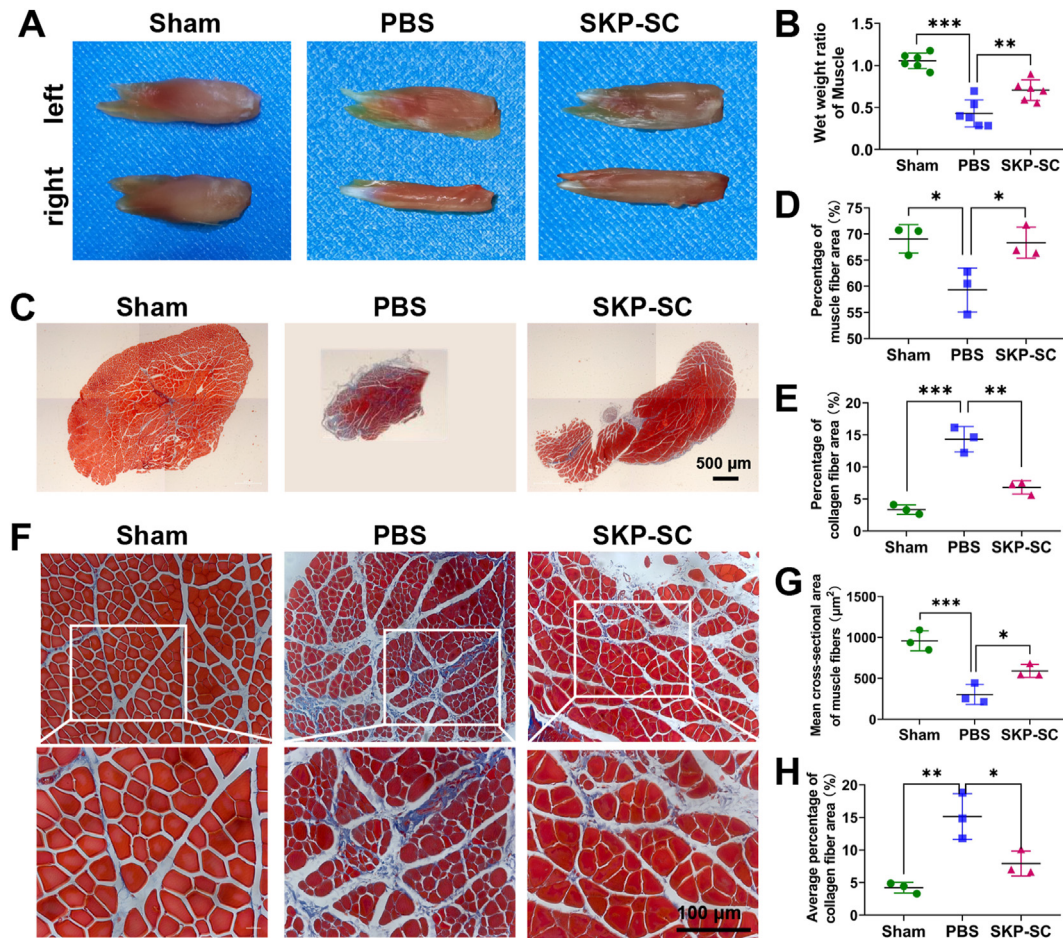 A
Sham
PBS
SKP-SC
left
right
B
Wet weight ratio
of Muscle
1.5
1.0
0.5
0.0
***
**
Sham
PBS
SKP-SC
C
Sham
PBS
SKP-SC
500 μm
D
Percentage of
muscle fiber area (%)
75
70
65
60
55
50
*
*
Sham
PBS
SKP-SC
E
Percentage of
collagen fiber area (%)
20
15
10
5
0
***
**
Sham
PBS
SKP-SC
F
Sham
PBS
SKP-SC
100 μm
G
Mean cross-sectional area
of muscle fibers (μm²)
1500
1000
500
0
***
*
Sham
PBS
SKP-SC
H
Average percentage of
collagen fiber area (%)
20
15
10
5
0
**
*
Sham
PBS
SKP-SC